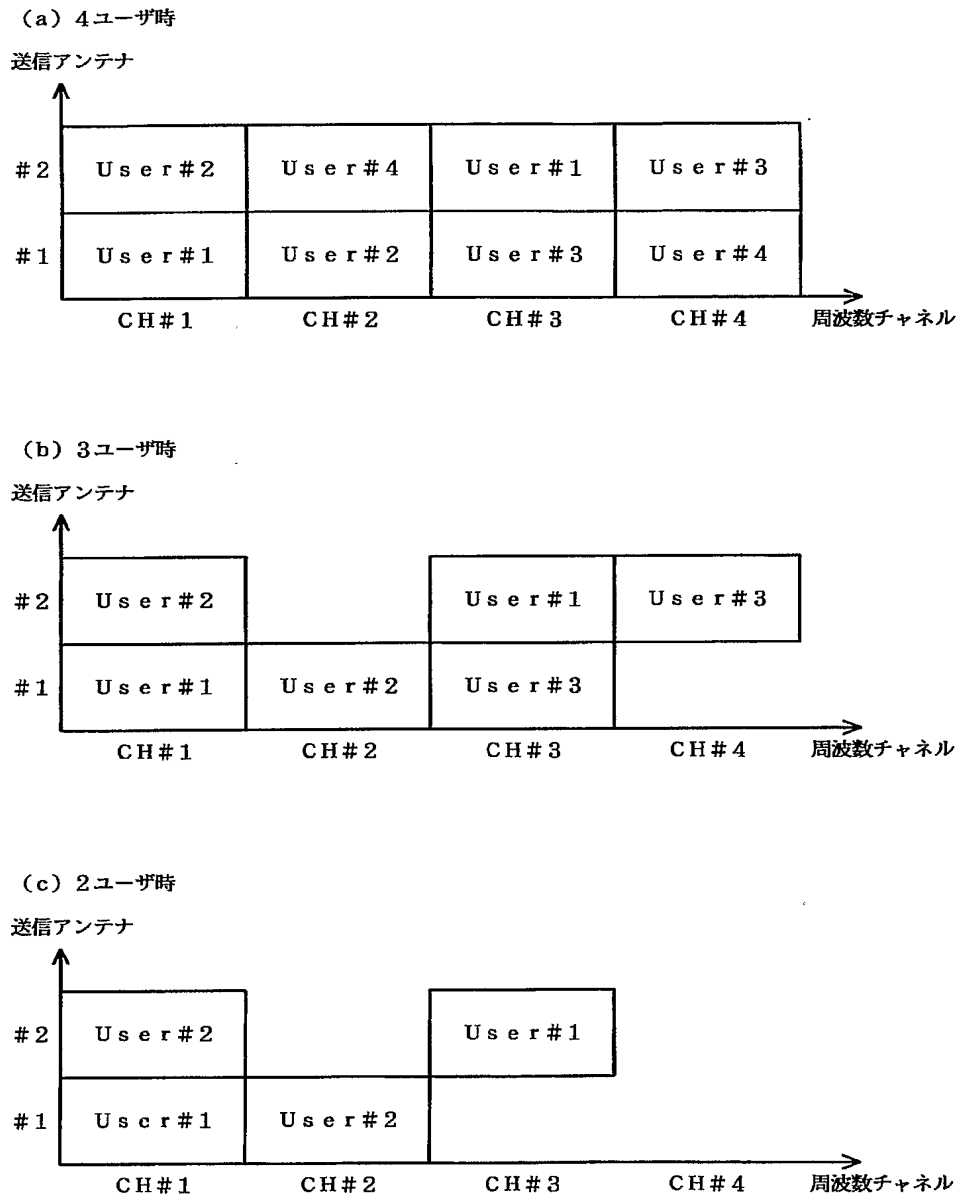 （a）4ユーザ時
送信アンテナ
#2 User#2 User#4 User#1 User#3
#1 User#1 User#2 User#3 User#4
CH#1 CH#2 CH#3 CH#4 周波数チャネル
（b）3ユーザ時
送信アンテナ
#2 User#2 User#1 User#3
#1 User#1 User#2 User#3
CH#1 CH#2 CH#3 CH#4 周波数チャネル
（c）2ユーザ時
送信アンテナ
#2 User#2 User#1
#1 Uscr#1 User#2
CH#1 CH#2 CH#3 CH#4 周波数チャネル